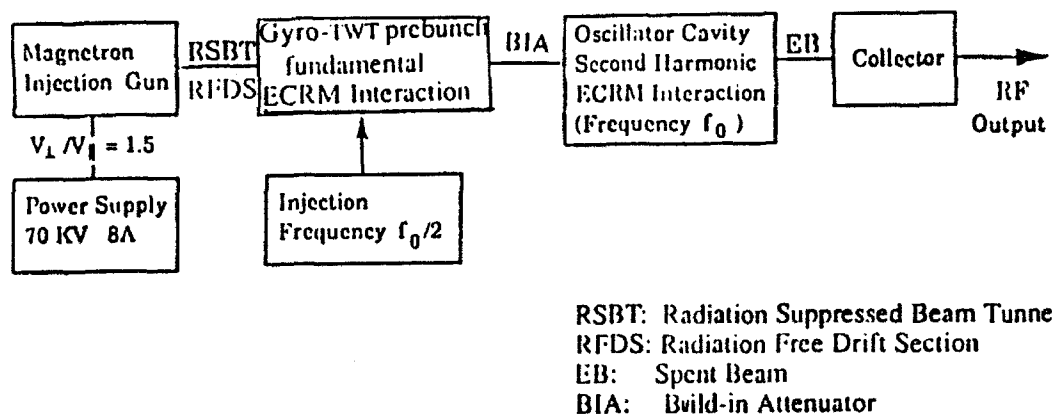 Magnetron
Injection Gun
RSBT
RFDS
Gyro-TWT prebunch
fundamental
ECRM Interaction
BIA
Oscillator Cavity
Second Harmonic
ECRM Interaction
(Frequency f₀ )
EB
Collector
RF
Output
V⊥ /V∥ = 1.5
Power Supply
70 KV 8A
Injection
Frequency f₀/2
RSBT: Radiation Suppressed Beam Tunne
RFDS: Radiation Free Drift Section
EB: Spent Beam
BIA: Bvild-in Attenuator